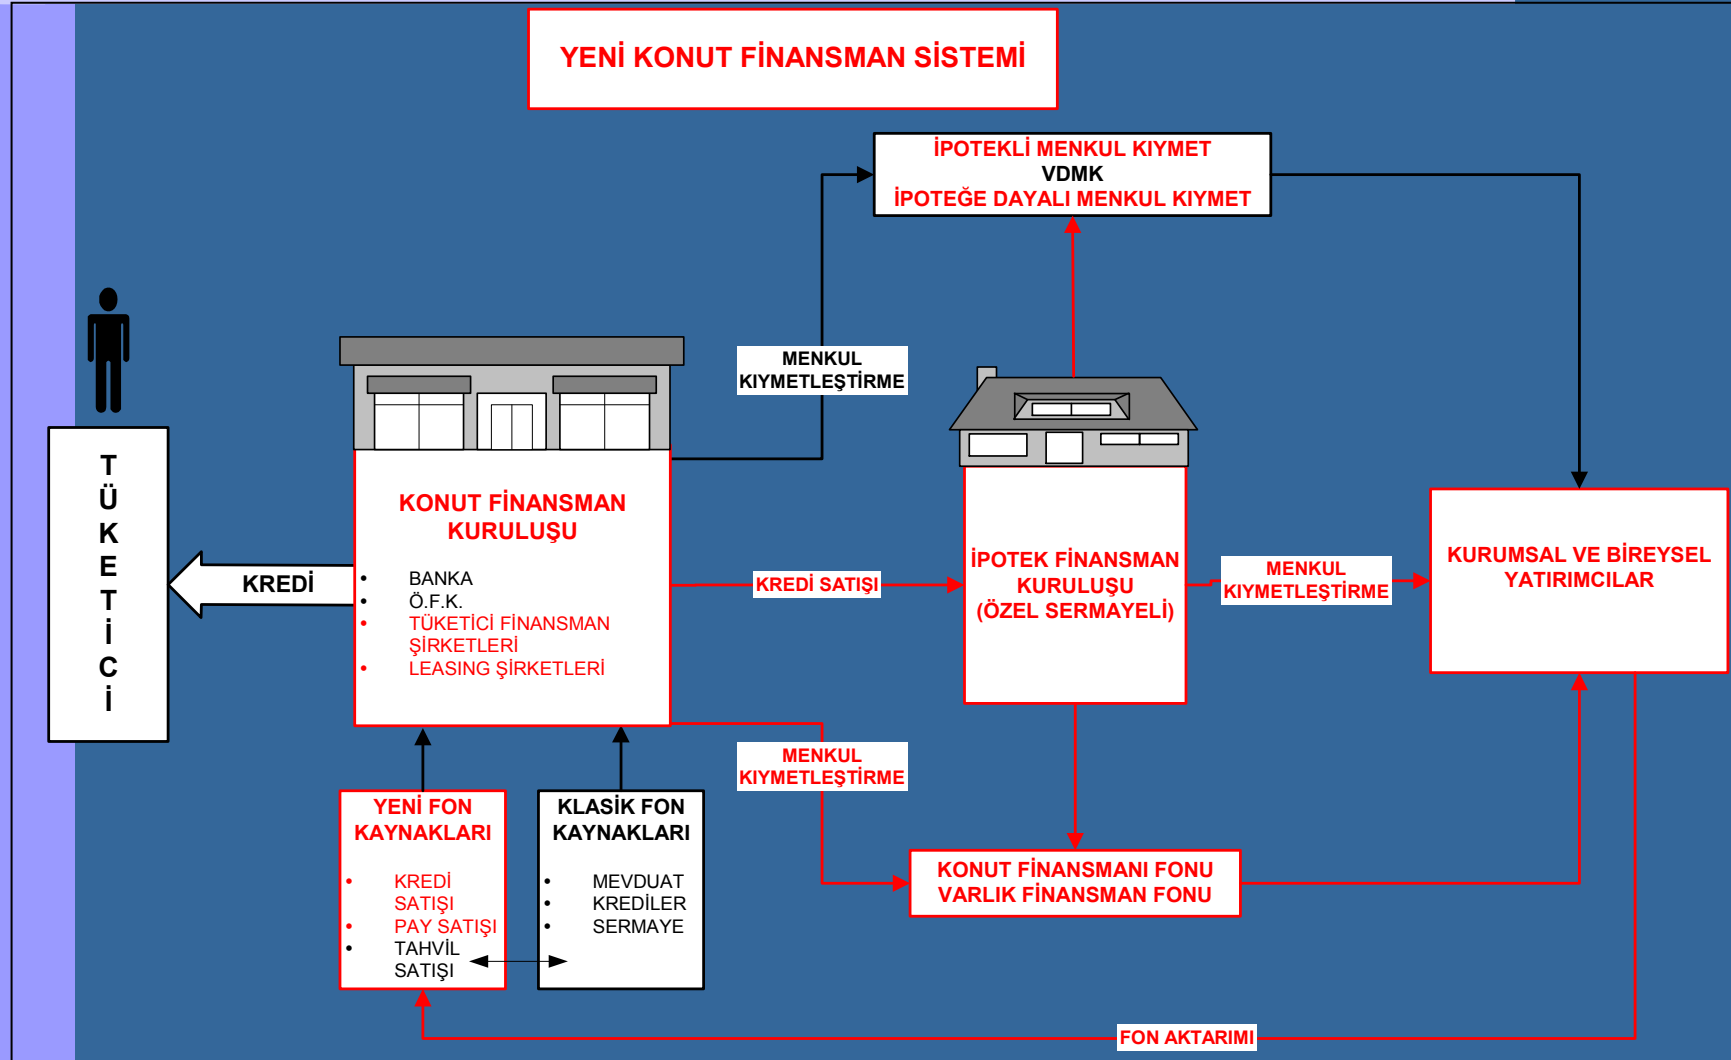 YENİ KONUT FİNANSMAN SİSTEMİ
İPOTEKLİ MENKUL KIYMET
VDMK
İPOTEĞE DAYALI MENKUL KIYMET
MENKUL
KIYMETLEŞTİRME
T
Ü
K
E
T
İ
C
İ
KREDİ
KONUT FİNANSMAN
KURULUŞU
• BANKA
• Ö.F.K.
• TÜKETİCİ FİNANSMAN
ŞİRKETLERİ
• LEASING ŞİRKETLERİ
KREDİ SATIŞI
İPOTEK FİNANSMAN
KURULUŞU
(ÖZEL SERMAYELİ)
MENKUL
KIYMETLEŞTİRME
KURUMSAL VE BİREYSEL
YATIRIMCILAR
MENKUL
KIYMETLEŞTİRME
YENİ FON
KAYNAKLARI
• KREDİ
SATIŞI
• PAY SATIŞI
• TAHVİL
SATIŞI
KLASİK FON
KAYNAKLARI
• MEVDUAT
• KREDİLER
• SERMAYE
KONUT FİNANSMANI FONU
VARLIK FİNANSMAN FONU
FON AKTARIMI